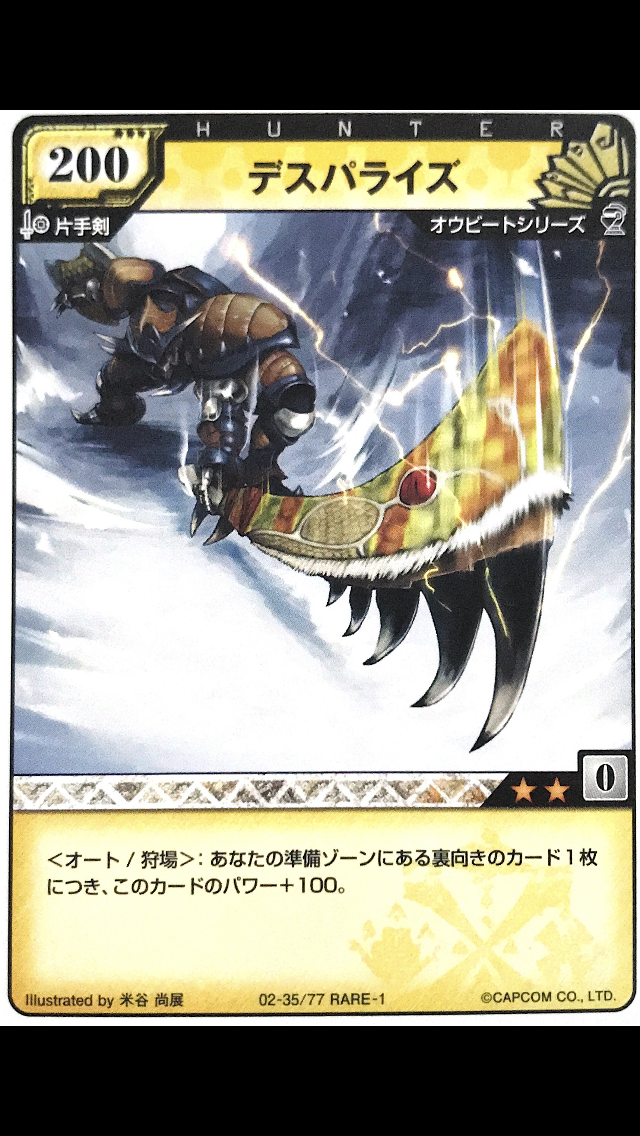 HUNTER
200
デスパライズ
片手剣
オウビートシリーズ
0
<オート / 狩場>：あなたの準備ゾーンにある裏向きのカード1枚
につき、このカードのパワー＋100。
Illustrated by 米谷 尚展
02-35/77 RARE-1
©CAPCOM CO., LTD.